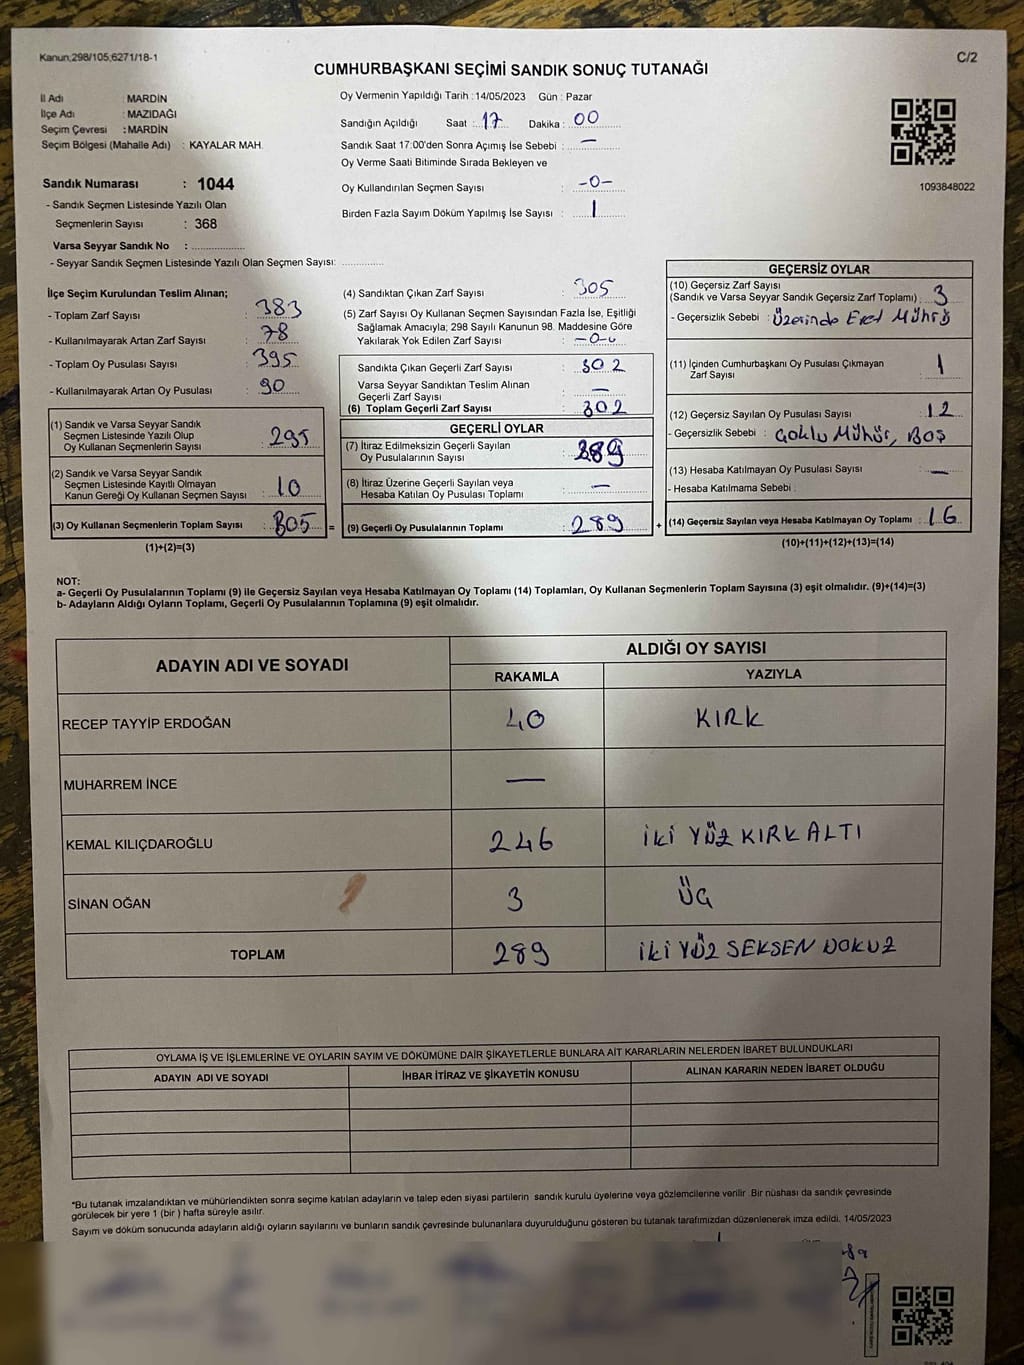 Kanun;298/105,6271/18-1
C/2
CUMHURBAŞKANI SEÇİMİ SANDIK SONUÇ TUTANAĞI
İl Adı : MARDİN
İlçe Adı : MAZIDAĞI
Seçim Çevresi : MARDİN
Seçim Bölgesi (Mahalle Adı) : KAYALAR MAH.
Sandık Numarası : 1044
- Sandık Seçmen Listesinde Yazılı Olan
Seçmenlerin Sayısı : 368
Varsa Seyyar Sandık No : ..............
- Seyyar Sandık Seçmen Listesinde Yazılı Olan Seçmen Sayısı: ..............
Oy Vermenin Yapıldığı Tarih : 14/05/2023 Gün : Pazar
Sandığın Açıldığı Saat : 17 Dakika : 00
Sandık Saat 17:00'den Sonra Açımış İse Sebebi : —
Oy Verme Saati Bitiminde Sırada Bekleyen ve
Oy Kullandırılan Seçmen Sayısı : -0-
Birden Fazla Sayım Döküm Yapılmış İse Sayısı : 1
1093848022
İlçe Seçim Kurulundan Teslim Alınan;
- Toplam Zarf Sayısı : 383
- Kullanılmayarak Artan Zarf Sayısı : 78
- Toplam Oy Pusulası Sayısı : 395
- Kullanılmayarak Artan Oy Pusulası : 90
(1) Sandık ve Varsa Seyyar Sandık
Seçmen Listesinde Yazılı Olup
Oy Kullanan Seçmenlerin Sayısı : 295
(2) Sandık ve Varsa Seyyar Sandık
Seçmen Listesinde Kayıtlı Olmayan
Kanun Gereği Oy Kullanan Seçmen Sayısı : 10
(3) Oy Kullanan Seçmenlerin Toplam Sayısı : 305 =
(1)+(2)=(3)
(4) Sandıktan Çıkan Zarf Sayısı : 305
(5) Zarf Sayısı Oy Kullanan Seçmen Sayısından Fazla İse, Eşitliği
Sağlamak Amacıyla; 298 Sayılı Kanunun 98. Maddesine Göre
Yakılarak Yok Edilen Zarf Sayısı : -0-
Sandıkta Çıkan Geçerli Zarf Sayısı : 302
Varsa Seyyar Sandıktan Teslim Alınan
Geçerli Zarf Sayısı : —
(6) Toplam Geçerli Zarf Sayısı : 302
GEÇERLİ OYLAR
(7) İtiraz Edilmeksizin Geçerli Sayılan
Oy Pusulalarının Sayısı : 289
(8) İtiraz Üzerine Geçerli Sayılan veya
Hesaba Katılan Oy Pusulası Toplamı : —
(9) Geçerli Oy Pusulalarının Toplamı : 289 +
GEÇERSİZ OYLAR
(10) Geçersiz Zarf Sayısı
(Sandık ve Varsa Seyyar Sandık Geçersiz Zarf Toplamı) : 3
- Geçersizlik Sebebi : Üzerinde Evet Mührü
(11) İçinden Cumhurbaşkanı Oy Pusulası Çıkmayan
Zarf Sayısı : 1
(12) Geçersiz Sayılan Oy Pusulası Sayısı : 12
- Geçersizlik Sebebi : Çoklu Mühür, BOŞ
(13) Hesaba Katılmayan Oy Pusulası Sayısı : —
- Hesaba Katılmama Sebebi :
(14) Geçersiz Sayılan veya Hesaba Katılmayan Oy Toplamı : 16
(10)+(11)+(12)+(13)=(14)
NOT:
a- Geçerli Oy Pusulalarının Toplamı (9) ile Geçersiz Sayılan veya Hesaba Katılmayan Oy Toplamı (14) Toplamları, Oy Kullanan Seçmenlerin Toplam Sayısına (3) eşit olmalıdır. (9)+(14)=(3)
b- Adayların Aldığı Oyların Toplamı, Geçerli Oy Pusulalarının Toplamına (9) eşit olmalıdır.
ADAYIN ADI VE SOYADI ALDIĞI OY SAYISI
RAKAMLA YAZIYLA
RECEP TAYYİP ERDOĞAN 40 KIRK
MUHARREM İNCE —
KEMAL KILIÇDAROĞLU 246 İKİ YÜZ KIRK ALTI
SİNAN OĞAN 3 ÜÇ
TOPLAM 289 İKİ YÜZ SEKSEN DOKUZ
OYLAMA İŞ VE İŞLEMLERİNE VE OYLARIN SAYIM VE DÖKÜMÜNE DAİR ŞİKAYETLERLE BUNLARA AİT KARARLARIN NELERDEN İBARET BULUNDUKLARI
ADAYIN ADI VE SOYADI İHBAR İTİRAZ VE ŞİKAYETİN KONUSU ALINAN KARARIN NEDEN İBARET OLDUĞU
*Bu tutanak imzalandıktan ve mühürlendikten sonra seçime katılan adayların ve talep eden siyasi partilerin sandık kurulu üyelerine veya gözlemcilerine verilir .Bir nüshası da sandık çevresinde
görülecek bir yere 1 (bir ) hafta süreyle asılır.
Sayım ve döküm sonucunda adayların aldığı oyların sayılarını ve bunların sandık çevresinde bulunanlara duyurulduğunu gösteren bu tutanak tarafımızdan düzenlenerek imza edildi. 14/05/2023